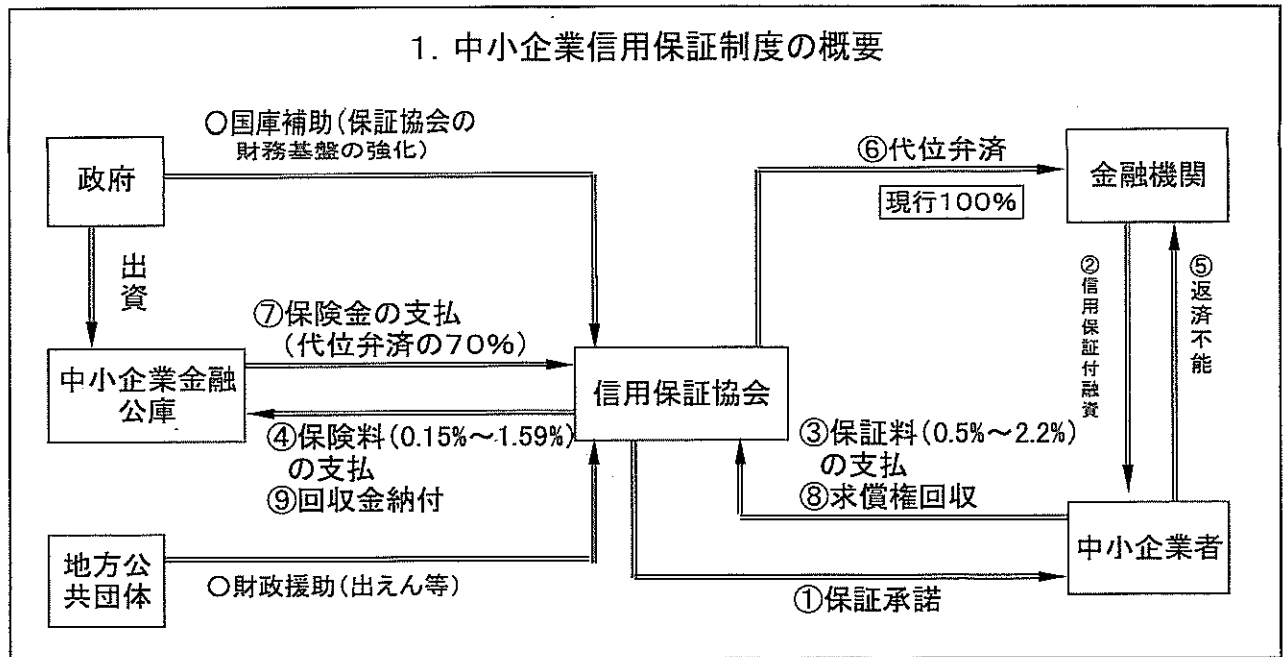 1. 中小企業信用保証制度の概要
○国庫補助(保証協会の
財務基盤の強化)
政府
⑥代位弁済
現行100%
金融機関
出資
②信用保証付融資
⑤返済不能
⑦保険金の支払
(代位弁済の70%)
中小企業金融
公庫
信用保証協会
④保険料(0.15%~1.59%)
の支払
⑨回収金納付
③保証料(0.5%~2.2%)
の支払
⑧求償権回収
地方公
共団体
○財政援助(出えん等)
中小企業者
①保証承諾